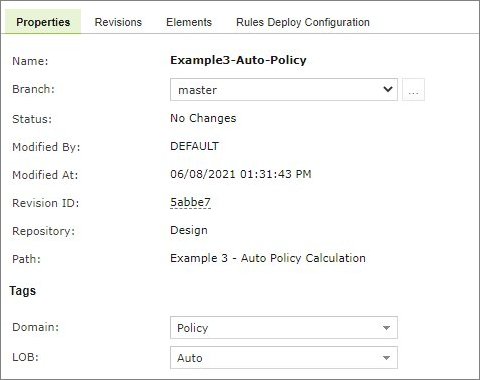 Properties Revisions Elements Rules Deploy Configuration
Name: Example3-Auto-Policy
Branch: master ...
Status: No Changes
Modified By: DEFAULT
Modified At: 06/08/2021 01:31:43 PM
Revision ID: 5abbe7
Repository: Design
Path: Example 3 - Auto Policy Calculation
Tags
Domain: Policy
LOB: Auto